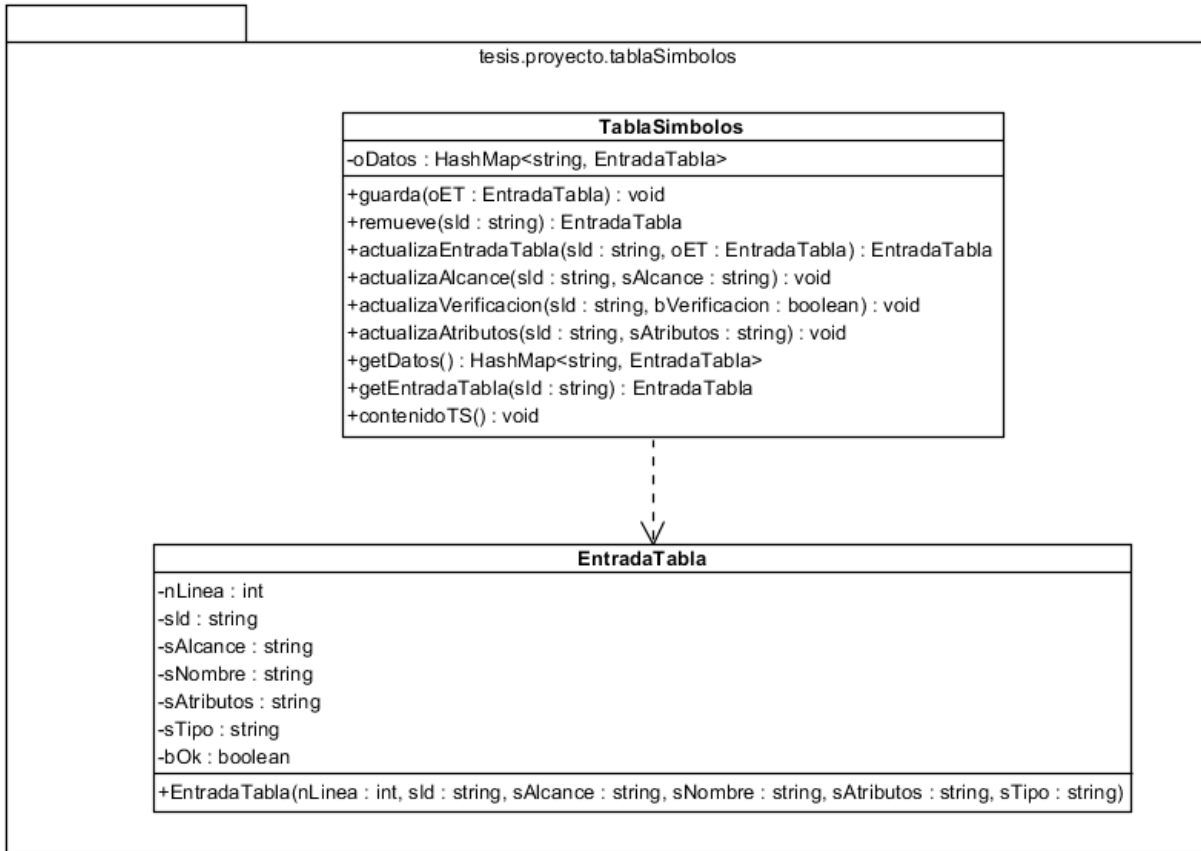 tesis.proyecto.tablaSimbolos
TablaSimbolos
-oDatos : HashMap<string, EntradaTabla>
+guarda(oET : EntradaTabla) : void
+remueve(sId : string) : EntradaTabla
+actualizaEntradaTabla(sId : string, oET : EntradaTabla) : EntradaTabla
+actualizaAlcance(sId : string, sAlcance : string) : void
+actualizaVerificacion(sId : string, bVerificacion : boolean) : void
+actualizaAtributos(sId : string, sAtributos : string) : void
+getDatos() : HashMap<string, EntradaTabla>
+getEntradaTabla(sId : string) : EntradaTabla
+contenidoTS() : void
EntradaTabla
-nLinea : int
-sId : string
-sAlcance : string
-sNombre : string
-sAtributos : string
-sTipo : string
-bOk : boolean
+EntradaTabla(nLinea : int, sId : string, sAlcance : string, sNombre : string, sAtributos : string, sTipo : string)